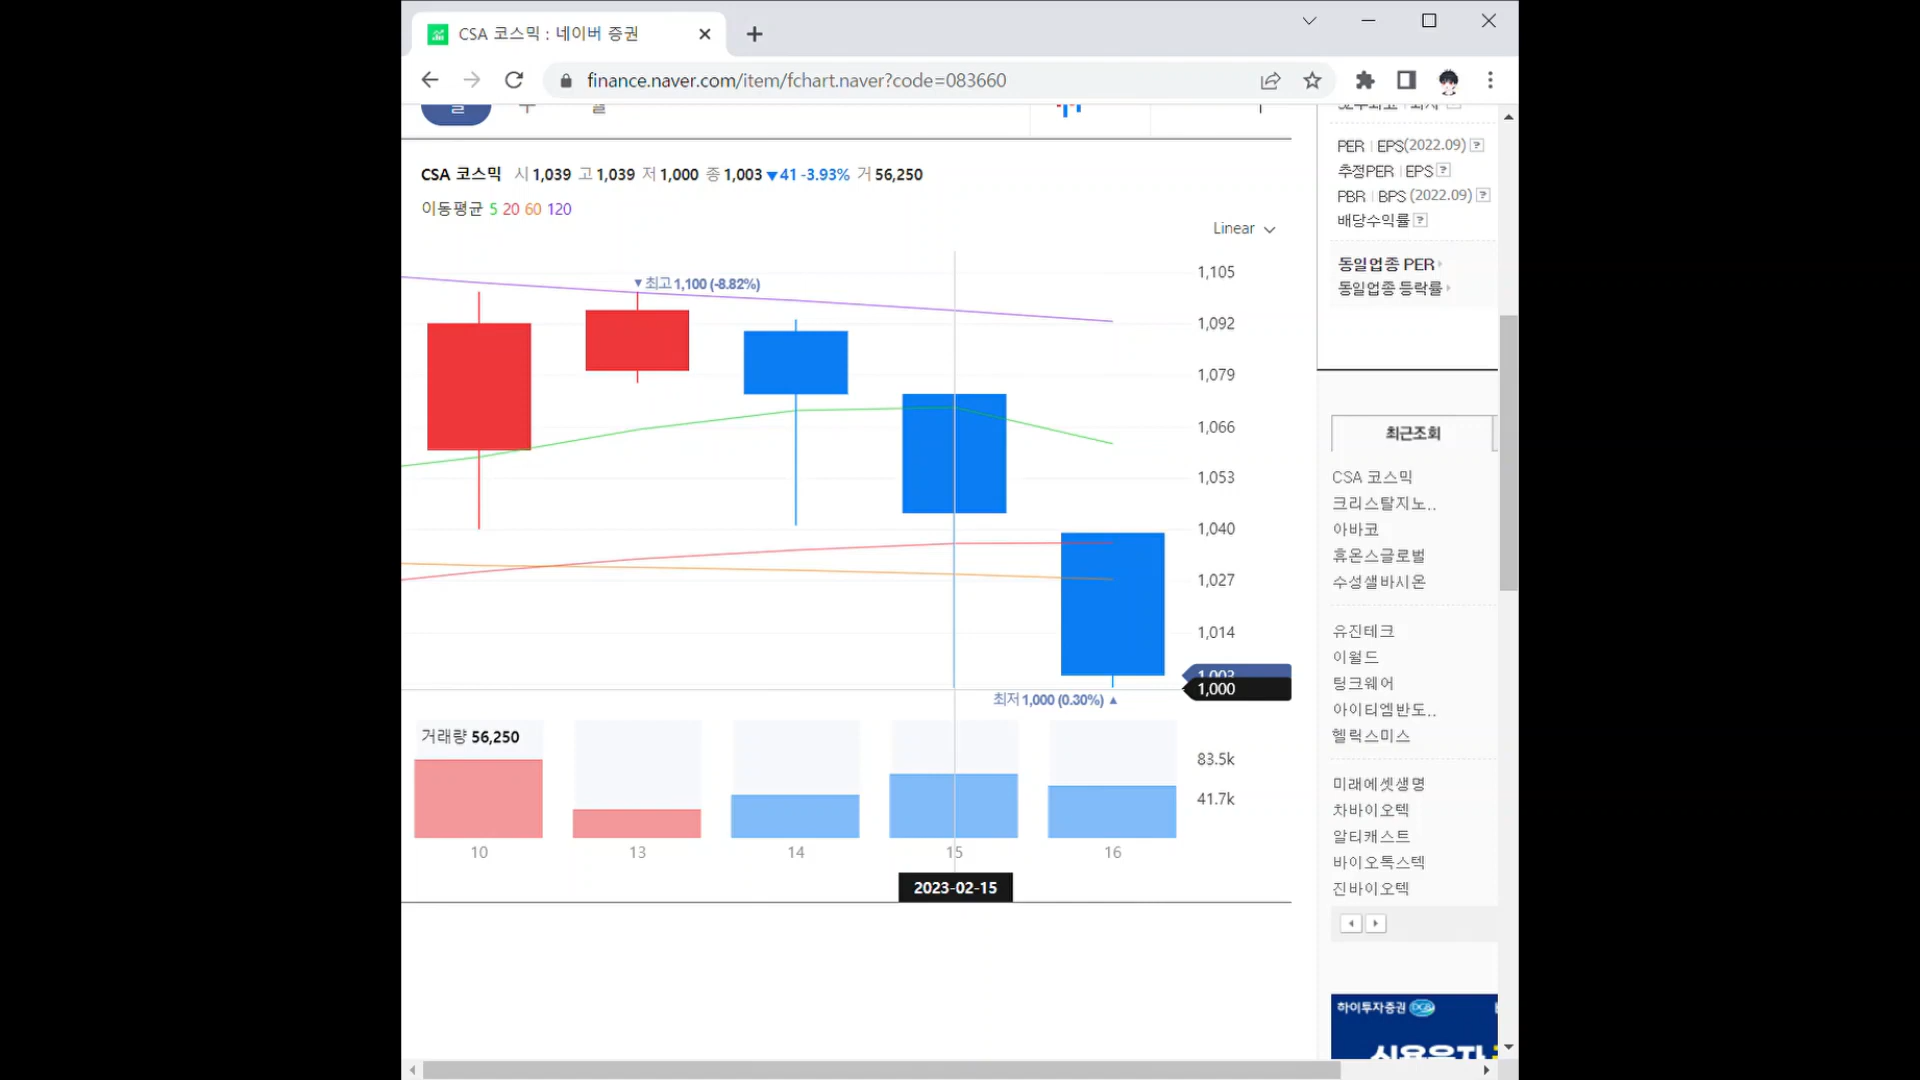 CSA 코스믹 : 네이버 증권
finance.naver.com/item/fchart.naver?code=083660
CSA 코스믹 시 1,039 고 1,039 저 1,000 종 1,003 ▼41 -3.93% 거 56,250
이동평균 5 20 60 120
Linear
▼최고 1,100 (-8.82%)
1,105
1,092
1,079
1,066
1,053
1,040
1,027
1,014
1,003
1,000
최저 1,000 (0.30%) ▲
거래량 56,250
83.5k
41.7k
10 13 14 15 16
2023-02-15
PER | EPS(2022.09) ?
추정PER | EPS ?
PBR | BPS (2022.09) ?
배당수익률 ?
동일업종 PER
동일업종 등락률
최근조회
CSA 코스믹
크리스탈지노..
아바코
휴온스글로벌
수성샐바시온
유진테크
이월드
팅크웨어
아이티엠반도..
헬릭스미스
미래에셋생명
차바이오텍
알티캐스트
바이오톡스텍
진바이오텍
하이투자증권 DGB